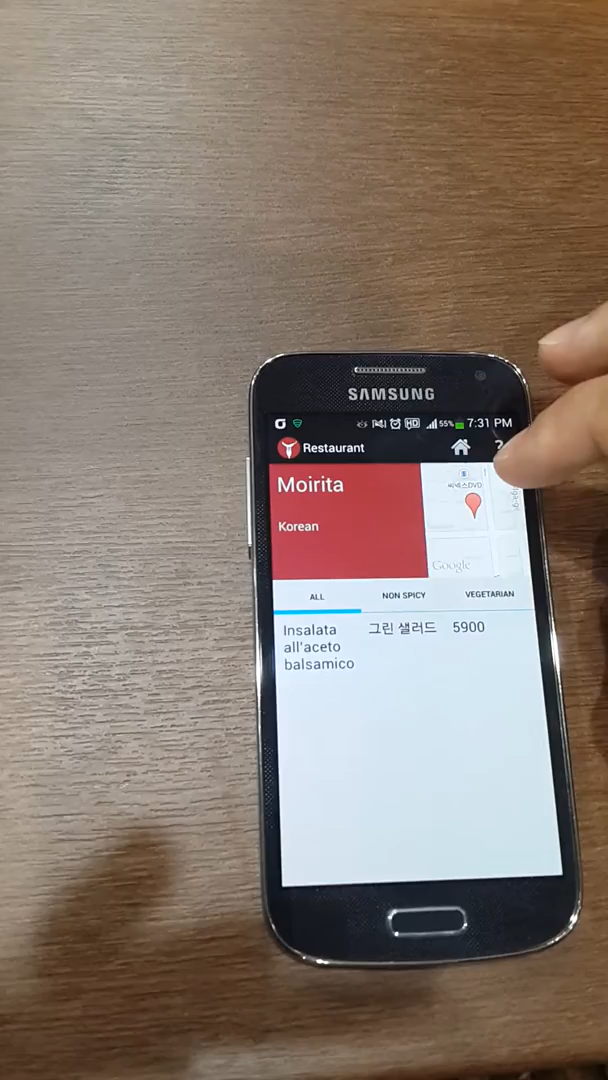 SAMSUNG
HD 55% 7:31 PM
Restaurant
?
Moirita
Korean
Google
ALL NON SPICY VEGETARIAN
Insalata all'aceto balsamico 그린 샐러드 5900